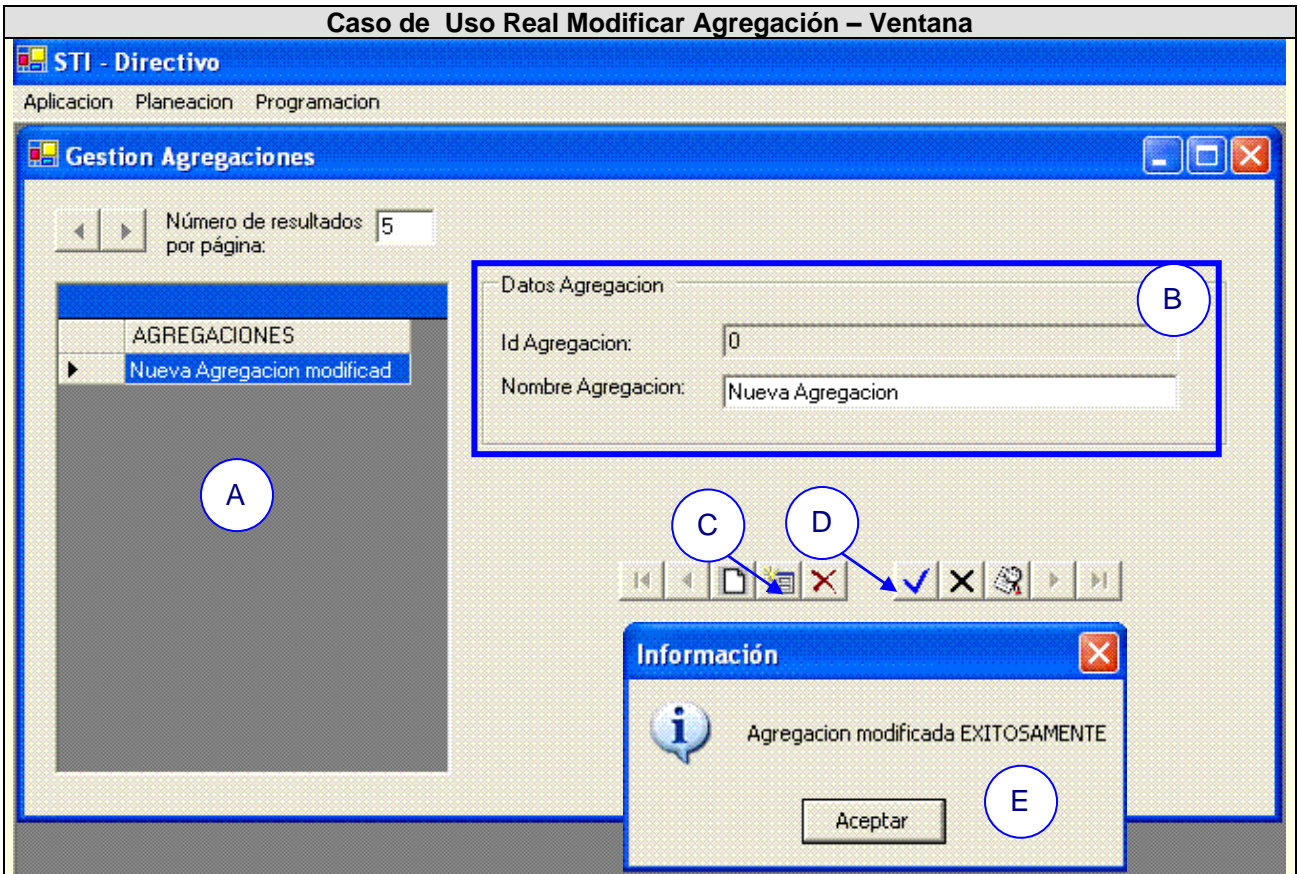 Caso de Uso Real Modificar Agregación – Ventana
STI - Directivo
Aplicacion Planeacion Programacion
Gestion Agregaciones
Número de resultados
por página:
5
Datos Agregacion
B
AGREGACIONES
Id Agregacion:
0
Nueva Agregacion modificad
Nombre Agregacion:
Nueva Agregacion
A
C
D
Información
Agregacion modificada EXITOSAMENTE
E
Aceptar